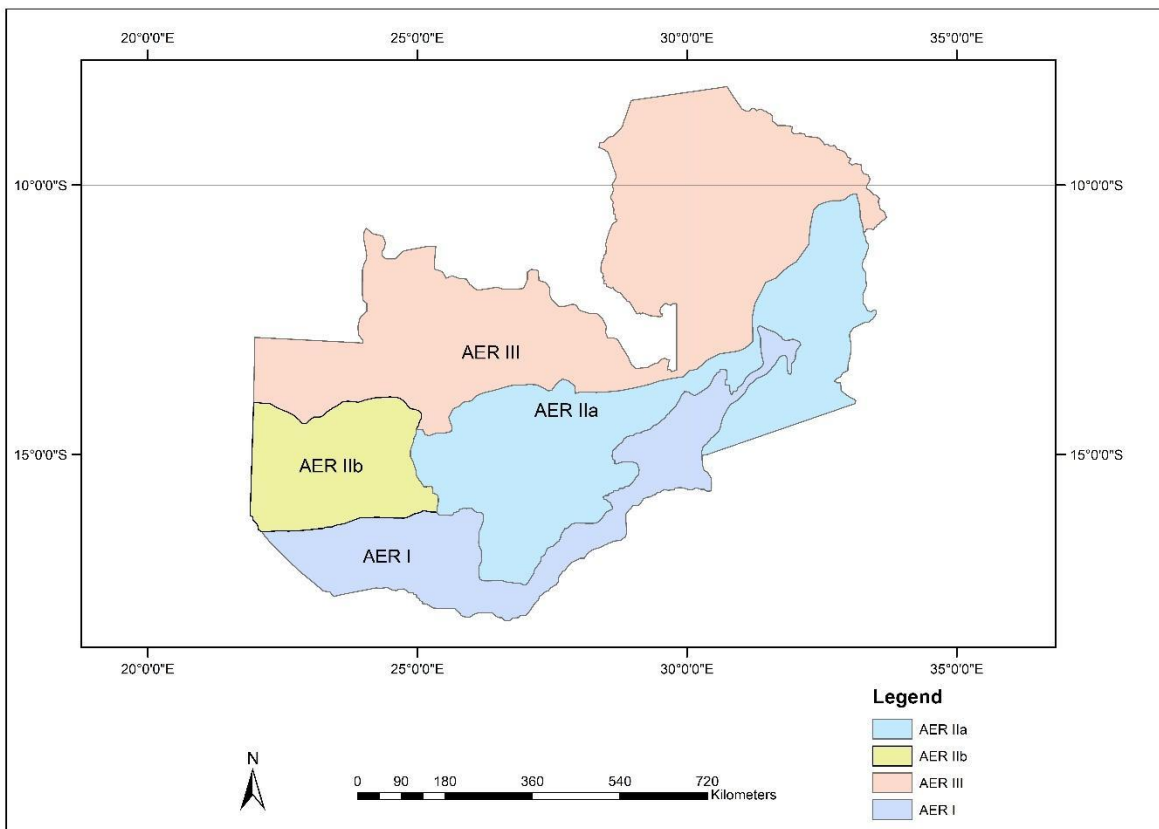 20°0'0"E 25°0'0"E 30°0'0"E 35°0'0"E
10°0'0"S 10°0'0"S
AER III
AER IIa
15°0'0"S AER IIb 15°0'0"S
AER I
20°0'0"E 25°0'0"E 30°0'0"E 35°0'0"E
Legend
AER IIa
AER IIb
AER III
AER I
N
0 90 180 360 540 720
Kilometers